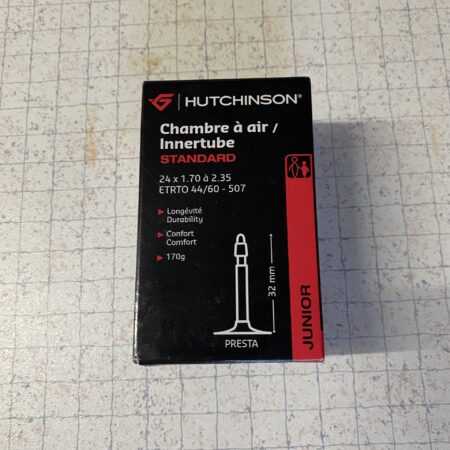 HUTCHINSON®
Chambre à air /
Innertube
STANDARD
24 x 1.70 à 2.35
ETRTO 44/60 - 507
Longévité
Durability
Confort
Comfort
170g
32 mm
PRESTA
JUNIOR